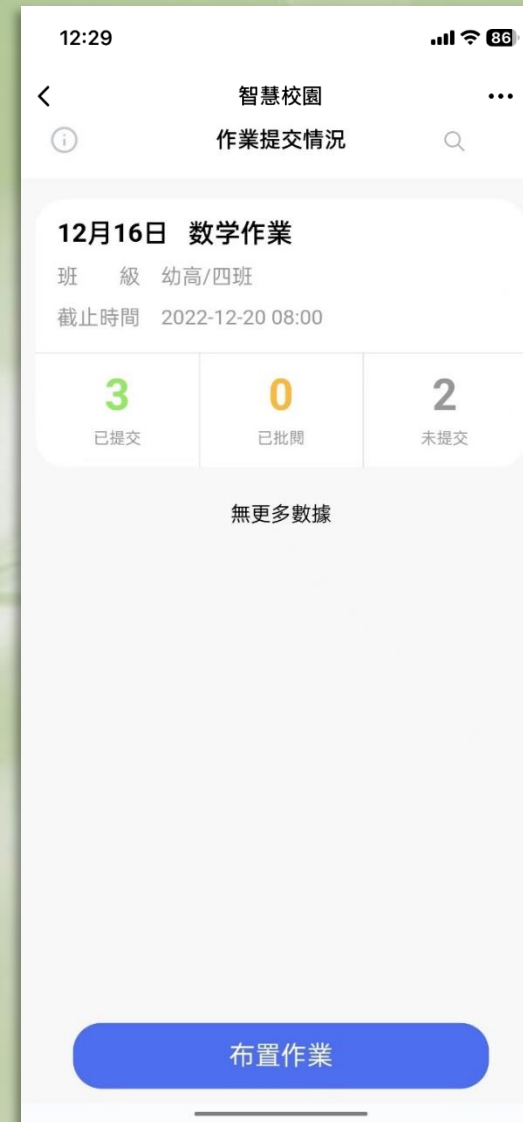 12:29 86
智慧校園
作業提交情況
12月16日 数学作業
班 級 幼高/四班
截止時間 2022-12-20 08:00
3 0 2
已提交 已批閱 未提交
無更多數據
布置作業